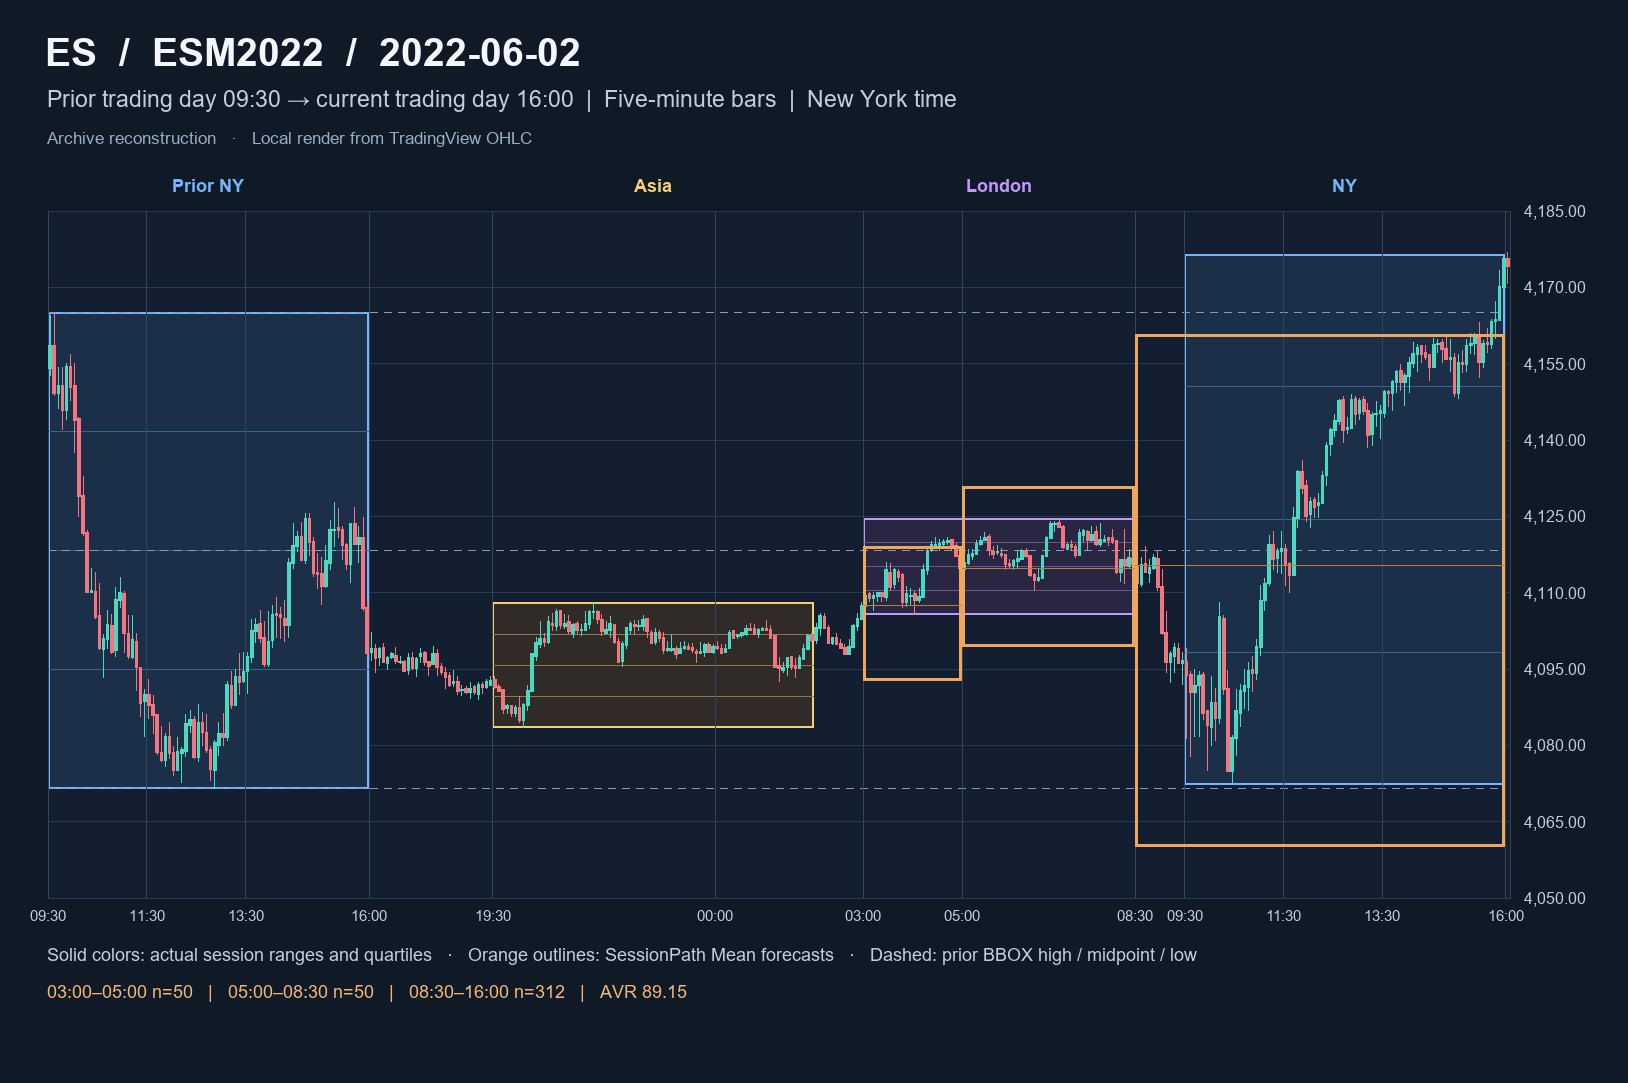 ES / ESM2022 / 2022-06-02
Prior trading day 09:30 → current trading day 16:00 | Five-minute bars | New York time
Archive reconstruction · Local render from TradingView OHLC
Prior NY Asia London NY
4,185.00
4,170.00
4,155.00
4,140.00
4,125.00
4,110.00
4,095.00
4,080.00
4,065.00
4,050.00
09:30 11:30 13:30 16:00 19:30 00:00 03:00 05:00 08:30 09:30 11:30 13:30 16:00
Solid colors: actual session ranges and quartiles · Orange outlines: SessionPath Mean forecasts · Dashed: prior BBOX high / midpoint / low
03:00–05:00 n=50 | 05:00–08:30 n=50 | 08:30–16:00 n=312 | AVR 89.15